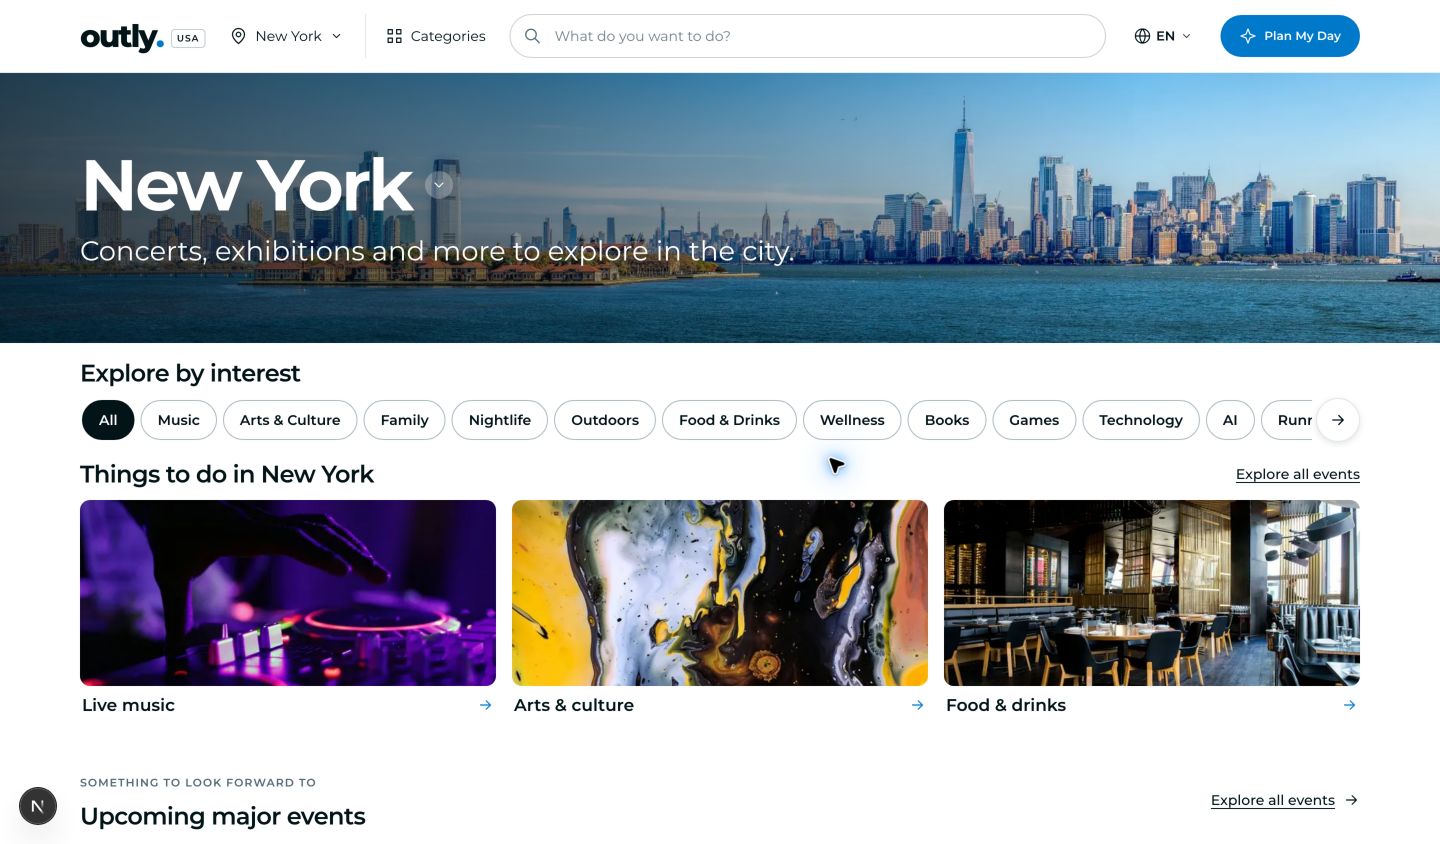 outly.
USA
New York
Categories
What do you want to do?
EN
Plan My Day
New York
Concerts, exhibitions and more to explore in the city.
Explore by interest
All
Music
Arts & Culture
Family
Nightlife
Outdoors
Food & Drinks
Wellness
Books
Games
Technology
AI
Things to do in New York
Explore all events
Live music
Arts & culture
Food & drinks
SOMETHING TO LOOK FORWARD TO
Upcoming major events
Explore all events
N